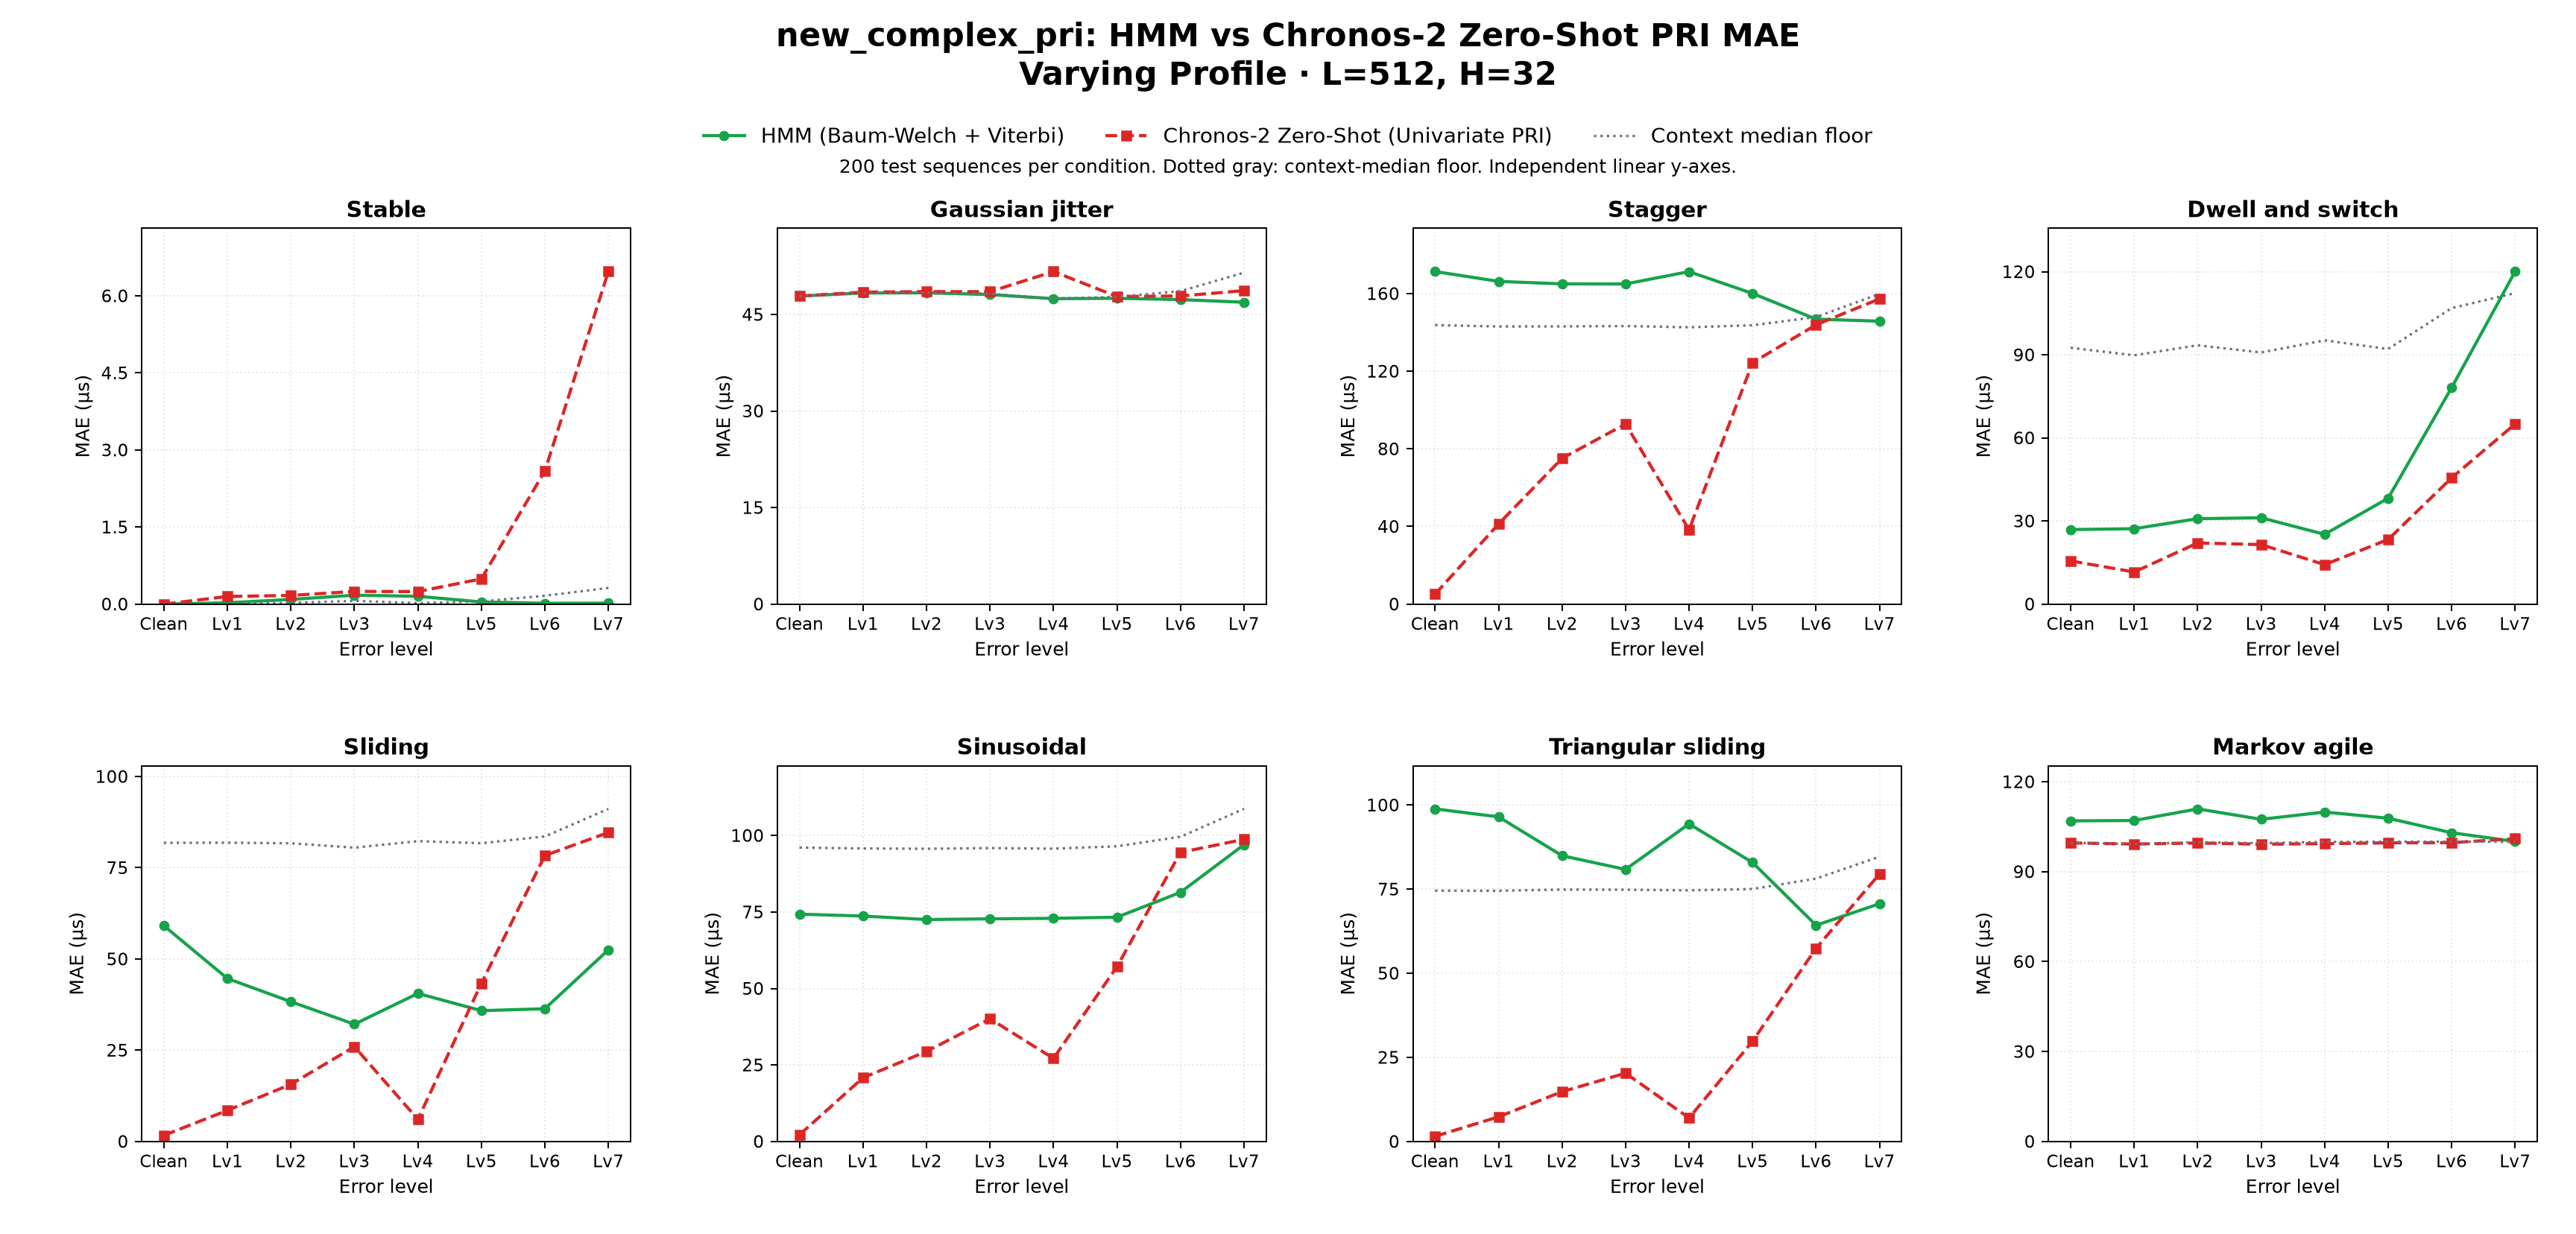 new_complex_pri: HMM vs Chronos-2 Zero-Shot PRI MAE
Varying Profile · L=512, H=32
HMM (Baum-Welch + Viterbi)
Chronos-2 Zero-Shot (Univariate PRI)
Context median floor
200 test sequences per condition. Dotted gray: context-median floor. Independent linear y-axes.
Stable
MAE (µs)
6.0
4.5
3.0
1.5
0.0
Clean Lv1 Lv2 Lv3 Lv4 Lv5 Lv6 Lv7
Error level
Gaussian jitter
MAE (µs)
45
30
15
0
Clean Lv1 Lv2 Lv3 Lv4 Lv5 Lv6 Lv7
Error level
Stagger
MAE (µs)
160
120
80
40
0
Clean Lv1 Lv2 Lv3 Lv4 Lv5 Lv6 Lv7
Error level
Dwell and switch
MAE (µs)
120
90
60
30
0
Clean Lv1 Lv2 Lv3 Lv4 Lv5 Lv6 Lv7
Error level
Sliding
MAE (µs)
100
75
50
25
0
Clean Lv1 Lv2 Lv3 Lv4 Lv5 Lv6 Lv7
Error level
Sinusoidal
MAE (µs)
100
75
50
25
0
Clean Lv1 Lv2 Lv3 Lv4 Lv5 Lv6 Lv7
Error level
Triangular sliding
MAE (µs)
100
75
50
25
0
Clean Lv1 Lv2 Lv3 Lv4 Lv5 Lv6 Lv7
Error level
Markov agile
MAE (µs)
120
90
60
30
0
Clean Lv1 Lv2 Lv3 Lv4 Lv5 Lv6 Lv7
Error level